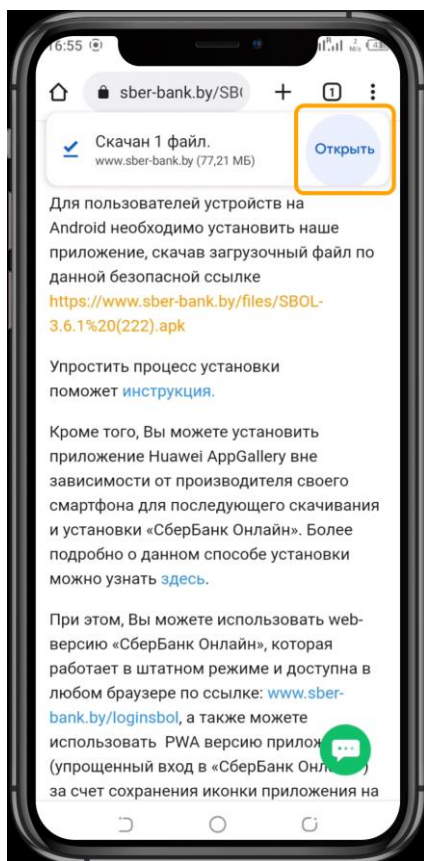 16:55
sber-bank.by/SB(
1
Скачан 1 файл.
www.sber-bank.by (77,21 МБ)
Открыть
Для пользователей устройств на
Android необходимо установить наше
приложение, скачав загрузочный файл по
данной безопасной ссылке
https://www.sber-bank.by/files/SBOL-
3.6.1%20(222).apk
Упростить процесс установки
поможет инструкция.
Кроме того, Вы можете установить
приложение Huawei AppGallery вне
зависимости от производителя своего
смартфона для последующего скачивания
и установки «СберБанк Онлайн». Более
подробно о данном способе установки
можно узнать здесь.
При этом, Вы можете использовать web-
версию «СберБанк Онлайн», которая
работает в штатном режиме и доступна в
любом браузере по ссылке: www.sber-
bank.by/loginsbol, а также можете
использовать PWA версию прилож
(упрощенный вход в «СберБанк Онл
за счет сохранения иконки приложения на